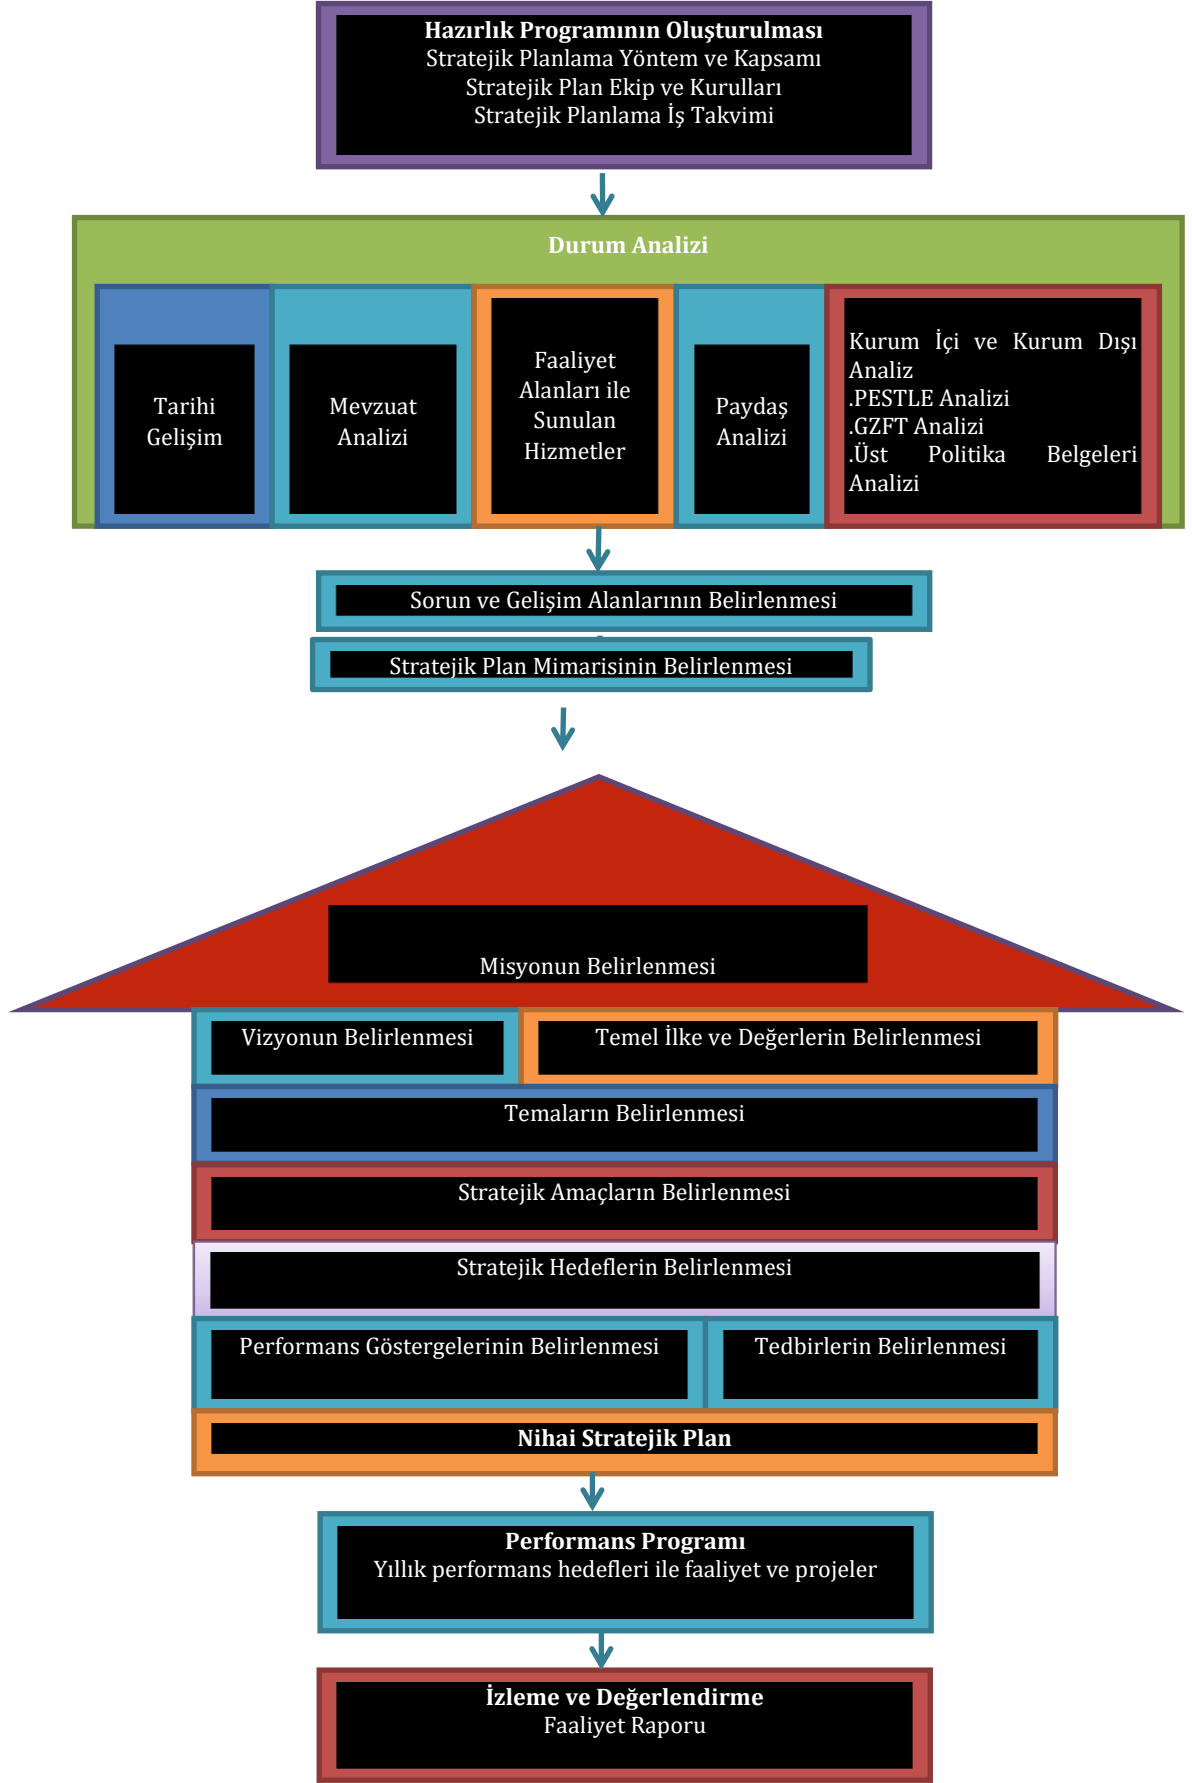 Hazırlık Programının Oluşturulması
Stratejik Planlama Yöntem ve Kapsamı
Stratejik Plan Ekip ve Kurulları
Stratejik Planlama İş Takvimi
Durum Analizi
Tarihi
Gelişim
Mevzuat
Analizi
Faaliyet
Alanları ile
Sunulan
Hizmetler
Paydaş
Analizi
Kurum İçi ve Kurum Dışı
Analiz
.PESTLE Analizi
.GZFT Analizi
.Üst Politika Belgeleri
Analizi
Sorun ve Gelişim Alanlarının Belirlenmesi
Stratejik Plan Mimarisinin Belirlenmesi
Misyonun Belirlenmesi
Vizyonun Belirlenmesi
Temel İlke ve Değerlerin Belirlenmesi
Temaların Belirlenmesi
Stratejik Amaçların Belirlenmesi
Stratejik Hedeflerin Belirlenmesi
Performans Göstergelerinin Belirlenmesi
Tedbirlerin Belirlenmesi
Nihai Stratejik Plan
Performans Programı
Yıllık performans hedefleri ile faaliyet ve projeler
İzleme ve Değerlendirme
Faaliyet Raporu